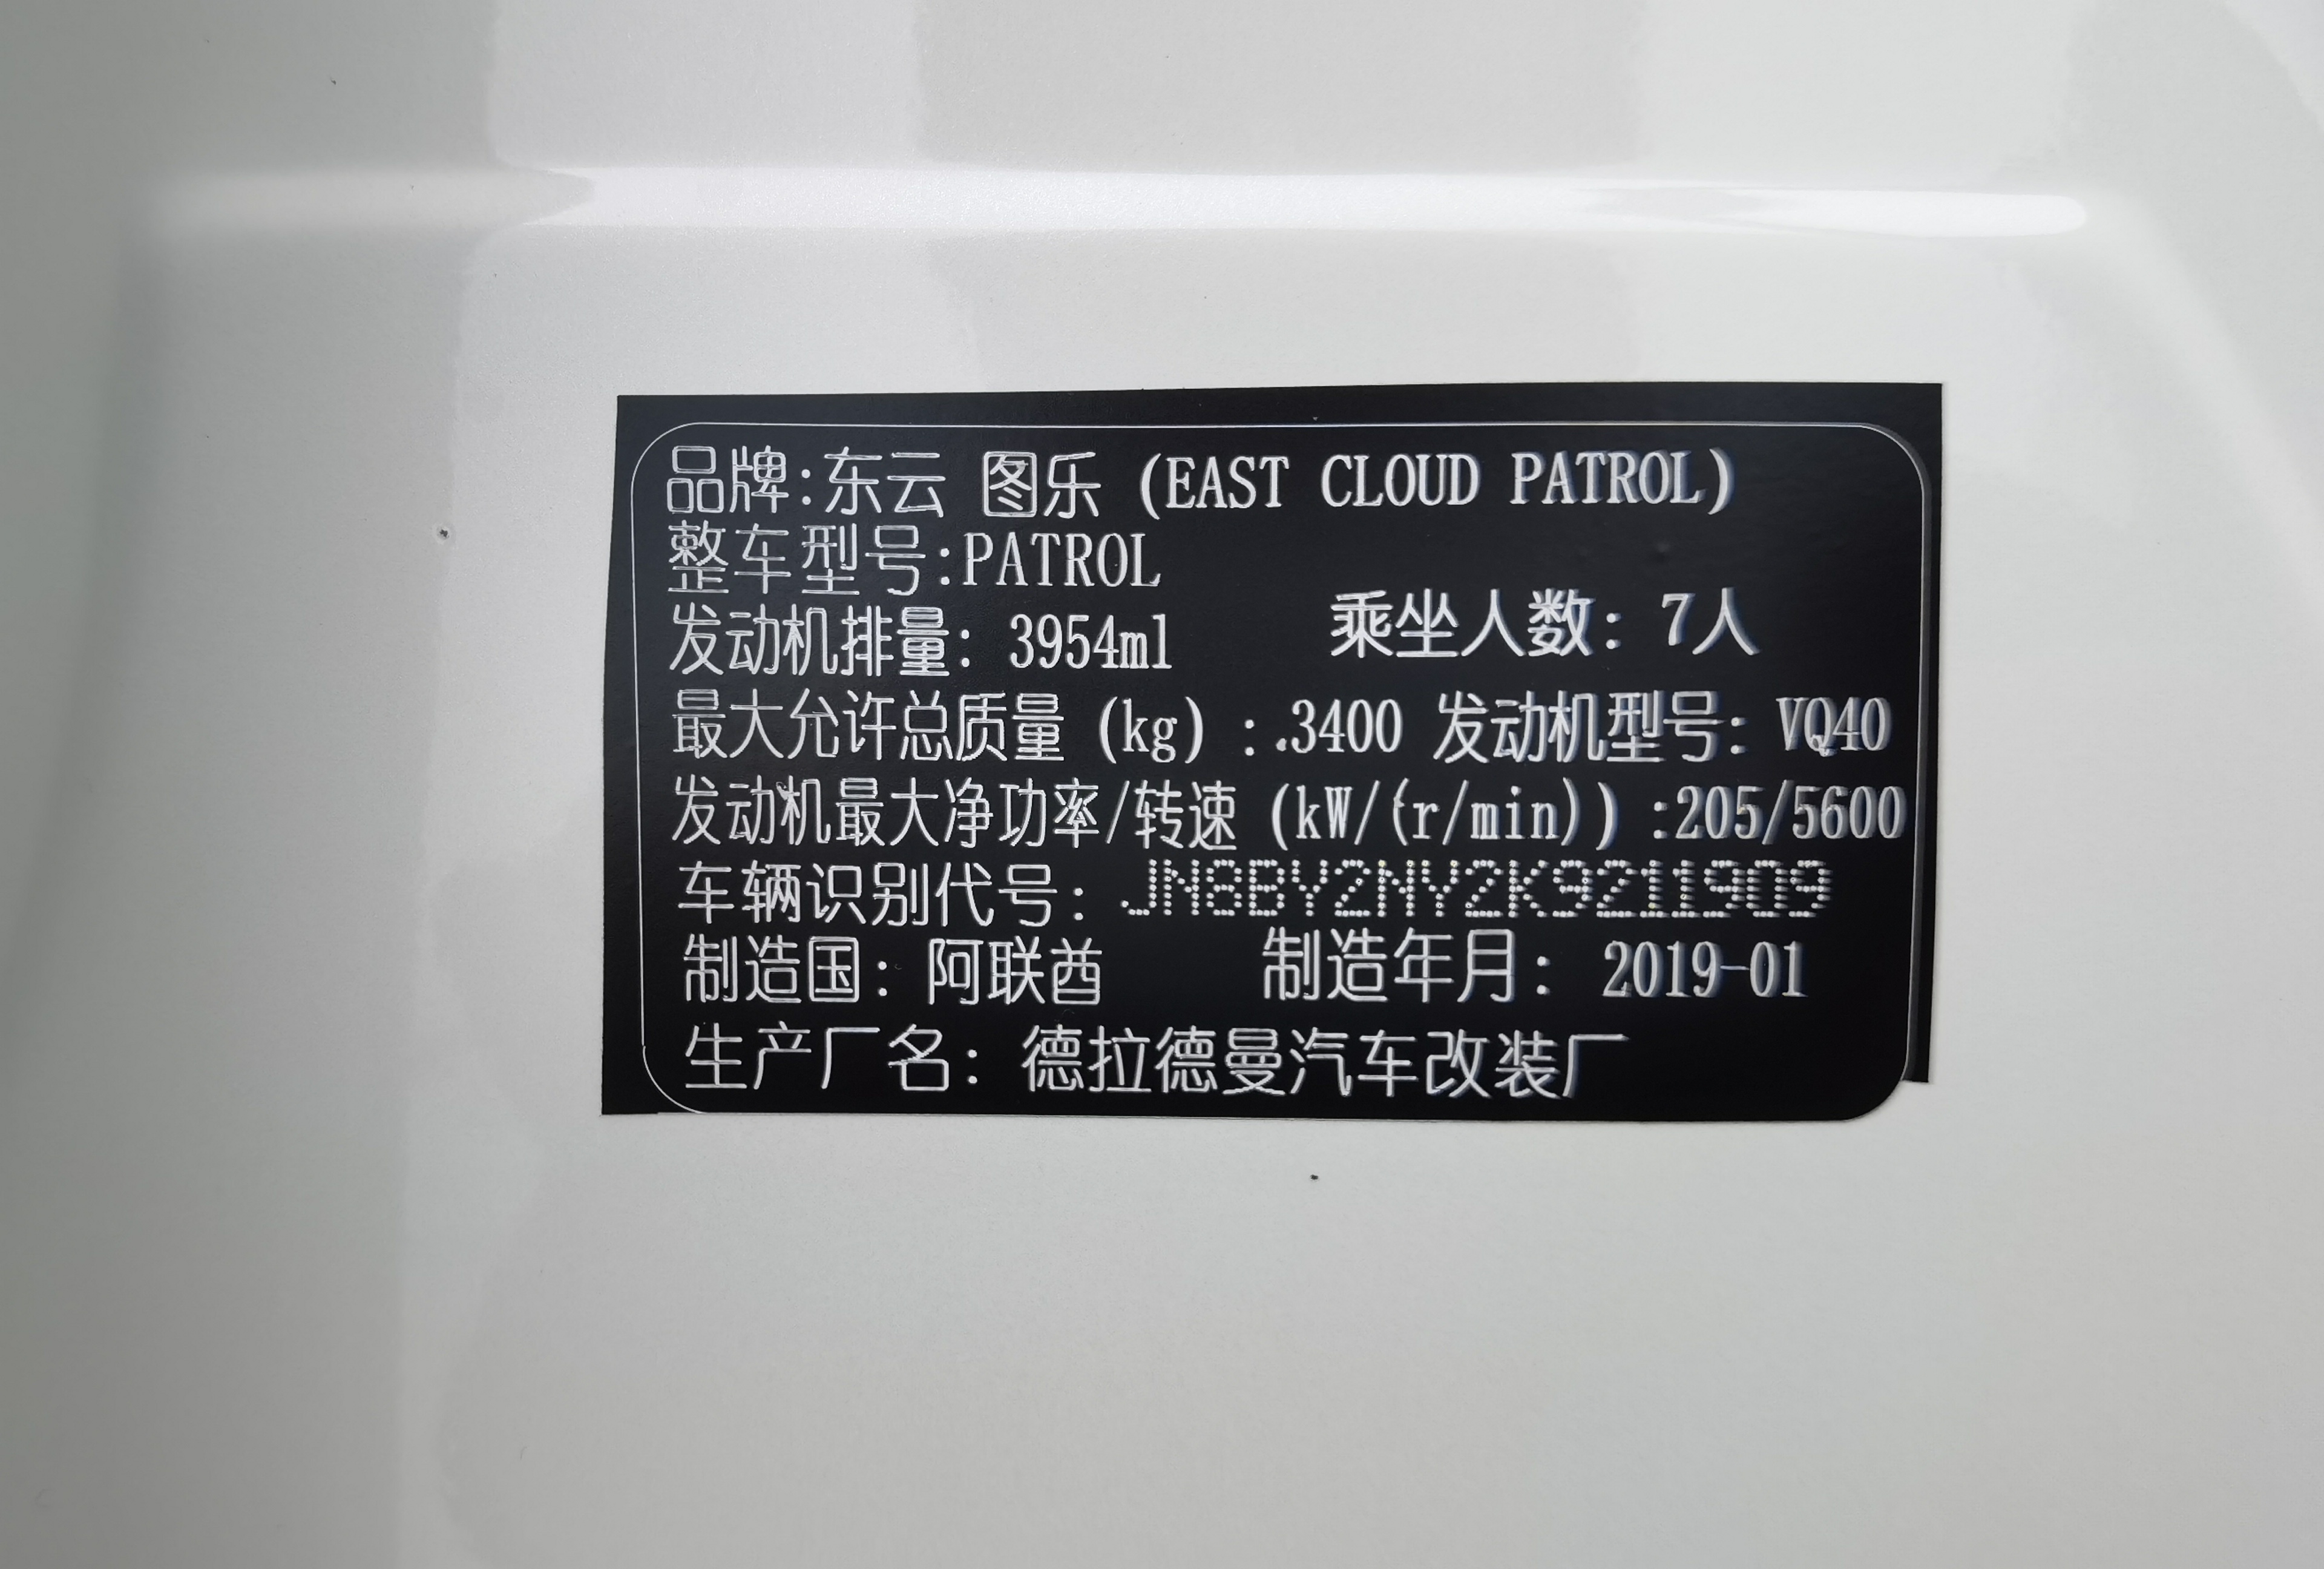 品牌:东云 图乐 (EAST CLOUD PATROL)
整车型号:PATROL
发动机排量: 3954ml 乘坐人数: 7人
最大允许总质量 (kg) :.3400 发动机型号: VQ40
发动机最大净功率/转速 (kW/(r/min)) :205/5600
车辆识别代号: JN8BY2NY2K9211909
制造国: 阿联酋 制造年月: 2019-01
生产厂名: 德拉德曼汽车改装厂